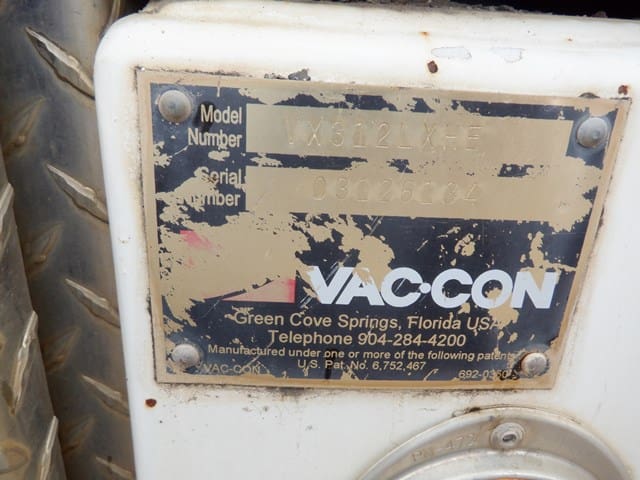 Model
Number VX312LXHE
Serial
Number
VAC·CON
Green Cove Springs, Florida USA
Telephone 904-284-4200
Manufactured under one or more of the following patents
U.S. Pat. No. 6,752,467
VAC-CON